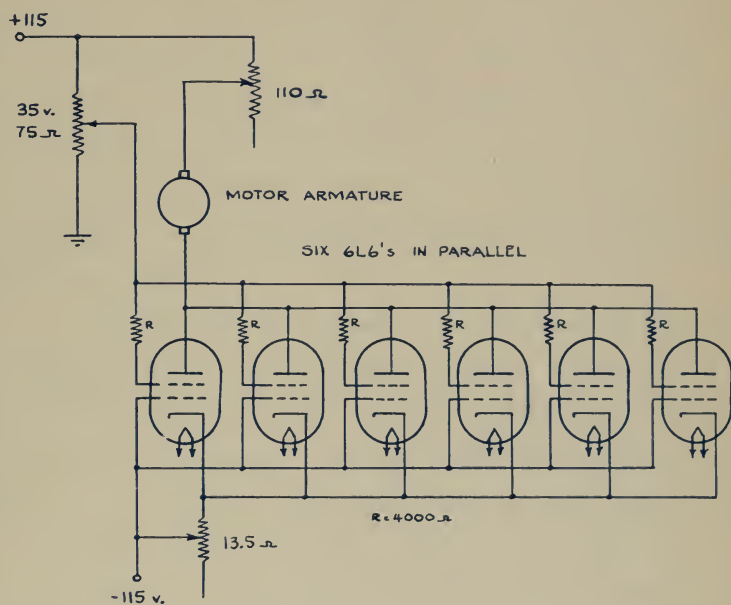 +115
35 v.
75 Ω
110 Ω
MOTOR ARMATURE
SIX 6L6's IN PARALLEL
R
R
R
R
R
R
R=4000 Ω
13.5 Ω
-115 v.